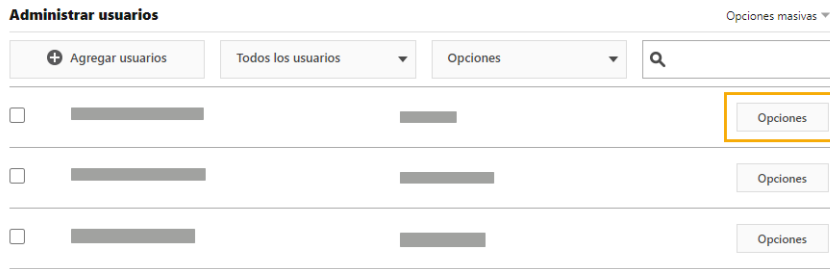 Administrar usuarios
Opciones masivas
Agregar usuarios
Todos los usuarios
Opciones
Opciones
Opciones
Opciones